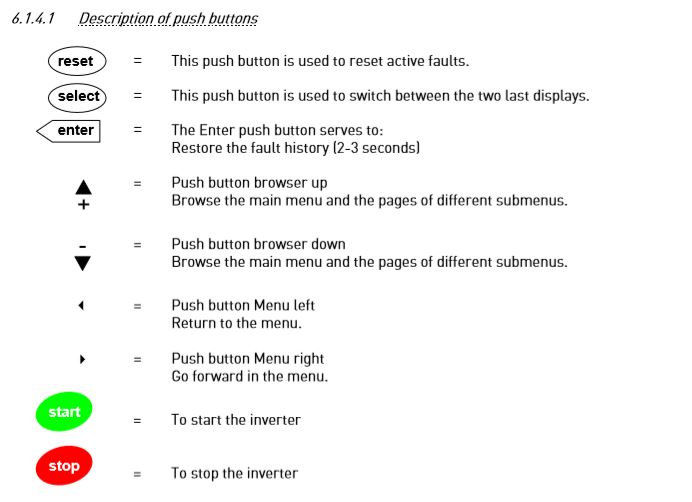 6.1.4.1 Description of push buttons
reset = This push button is used to reset active faults.
select = This push button is used to switch between the two last displays.
enter = The Enter push button serves to:
Restore the fault history (2-3 seconds)
= Push button browser up
+ Browse the main menu and the pages of different submenus.
- = Push button browser down
Browse the main menu and the pages of different submenus.
= Push button Menu left
Return to the menu.
= Push button Menu right
Go forward in the menu.
start = To start the inverter
stop = To stop the inverter